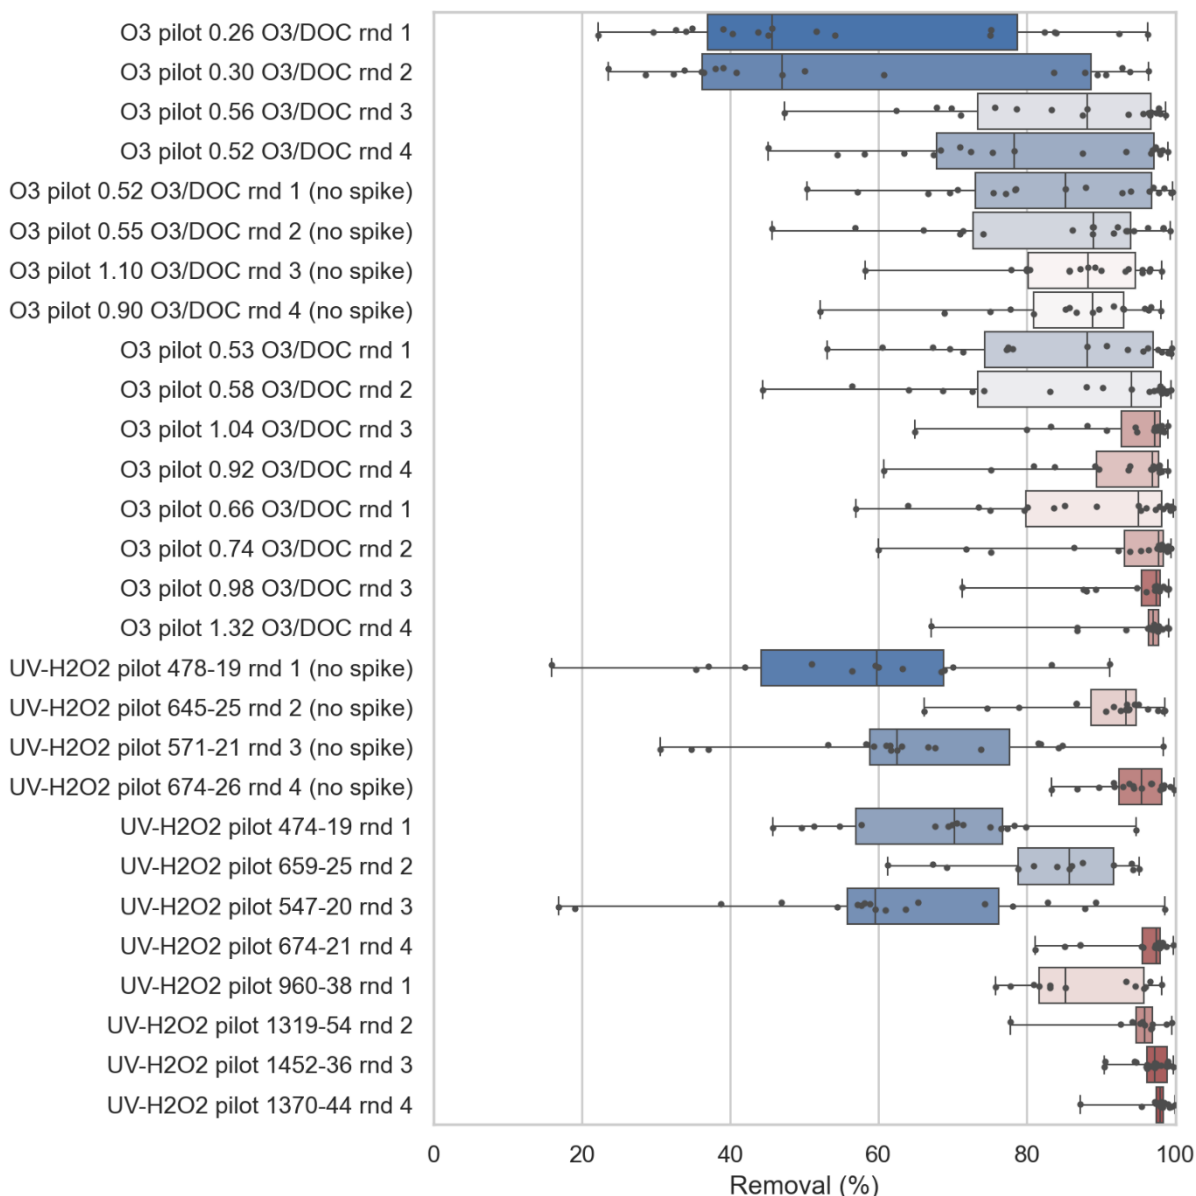 O3 pilot 0.26 O3/DOC rnd 1
O3 pilot 0.30 O3/DOC rnd 2
O3 pilot 0.56 O3/DOC rnd 3
O3 pilot 0.52 O3/DOC rnd 4
O3 pilot 0.52 O3/DOC rnd 1 (no spike)
O3 pilot 0.55 O3/DOC rnd 2 (no spike)
O3 pilot 1.10 O3/DOC rnd 3 (no spike)
O3 pilot 0.90 O3/DOC rnd 4 (no spike)
O3 pilot 0.53 O3/DOC rnd 1
O3 pilot 0.58 O3/DOC rnd 2
O3 pilot 1.04 O3/DOC rnd 3
O3 pilot 0.92 O3/DOC rnd 4
O3 pilot 0.66 O3/DOC rnd 1
O3 pilot 0.74 O3/DOC rnd 2
O3 pilot 0.98 O3/DOC rnd 3
O3 pilot 1.32 O3/DOC rnd 4
UV-H2O2 pilot 478-19 rnd 1 (no spike)
UV-H2O2 pilot 645-25 rnd 2 (no spike)
UV-H2O2 pilot 571-21 rnd 3 (no spike)
UV-H2O2 pilot 674-26 rnd 4 (no spike)
UV-H2O2 pilot 474-19 rnd 1
UV-H2O2 pilot 659-25 rnd 2
UV-H2O2 pilot 547-20 rnd 3
UV-H2O2 pilot 674-21 rnd 4
UV-H2O2 pilot 960-38 rnd 1
UV-H2O2 pilot 1319-54 rnd 2
UV-H2O2 pilot 1452-36 rnd 3
UV-H2O2 pilot 1370-44 rnd 4
0 20 40 60 80 100
Removal (%)